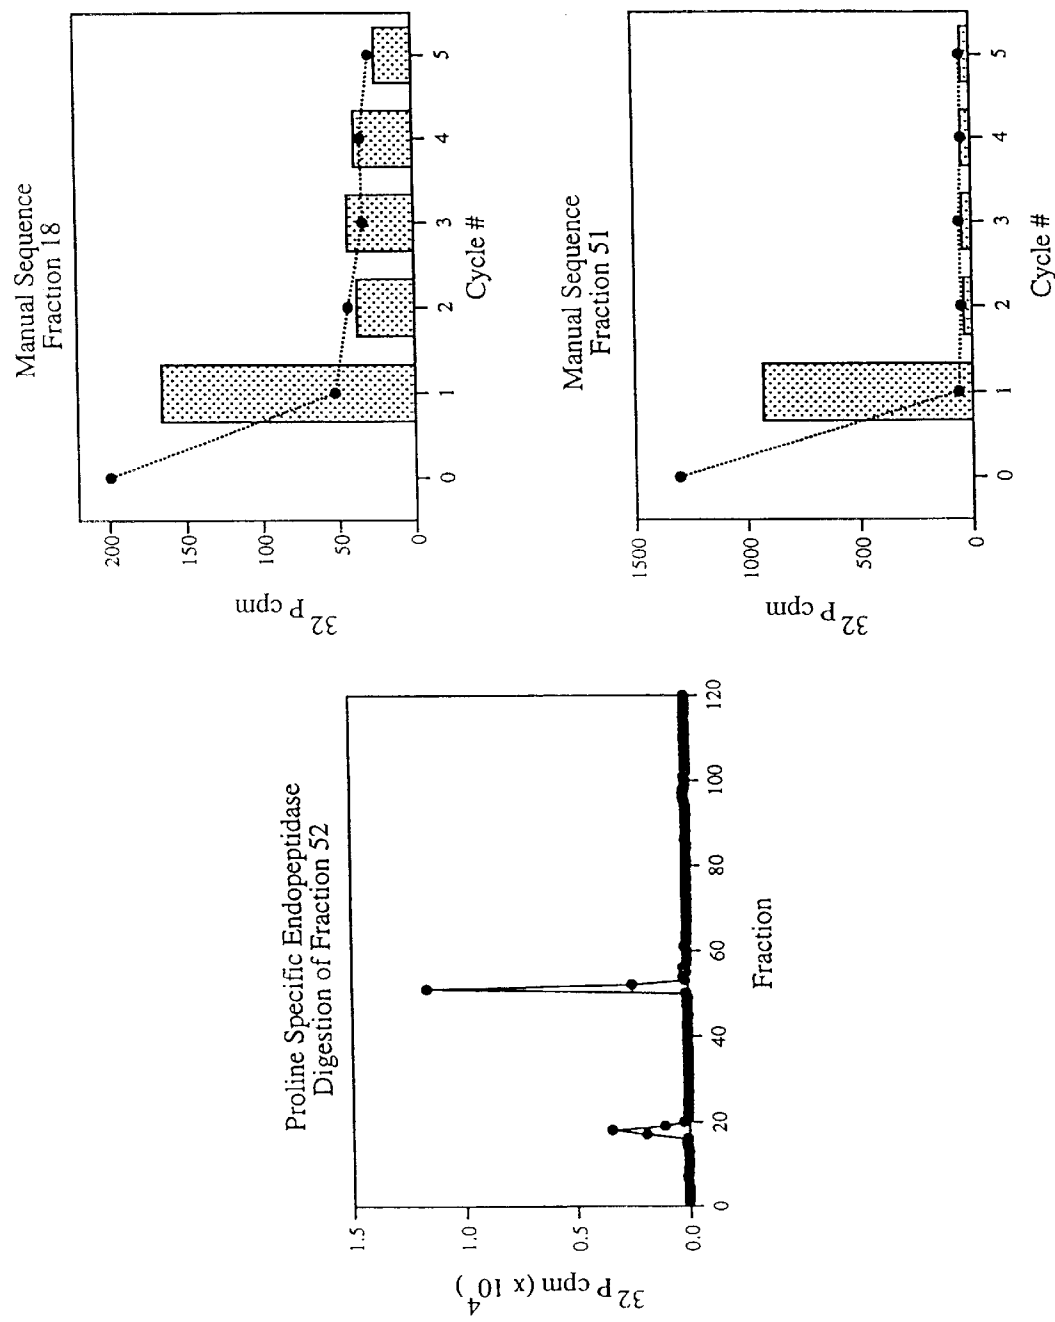 Proline Specific Endopeptidase
Digestion of Fraction 52
32P cpm (x 10^4)
1.5
1.0
0.5
0.0
0 20 40 60 80 100 120
Fraction
Manual Sequence
Fraction 18
32P cpm
200
150
100
50
0
0 1 2 3 4 5
Cycle #
Manual Sequence
Fraction 51
32P cpm
1500
1000
500
0
0 1 2 3 4 5
Cycle #